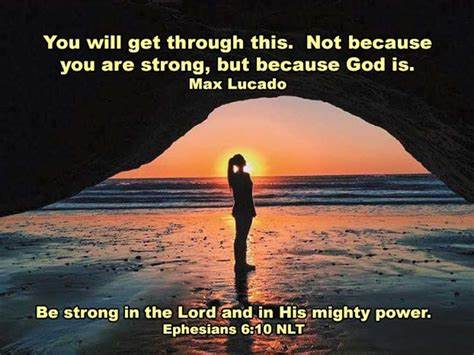 You will get through this. Not because
you are strong, but because God is.
Max Lucado
Be strong in the Lord and in His mighty power.
Ephesians 6:10 NLT